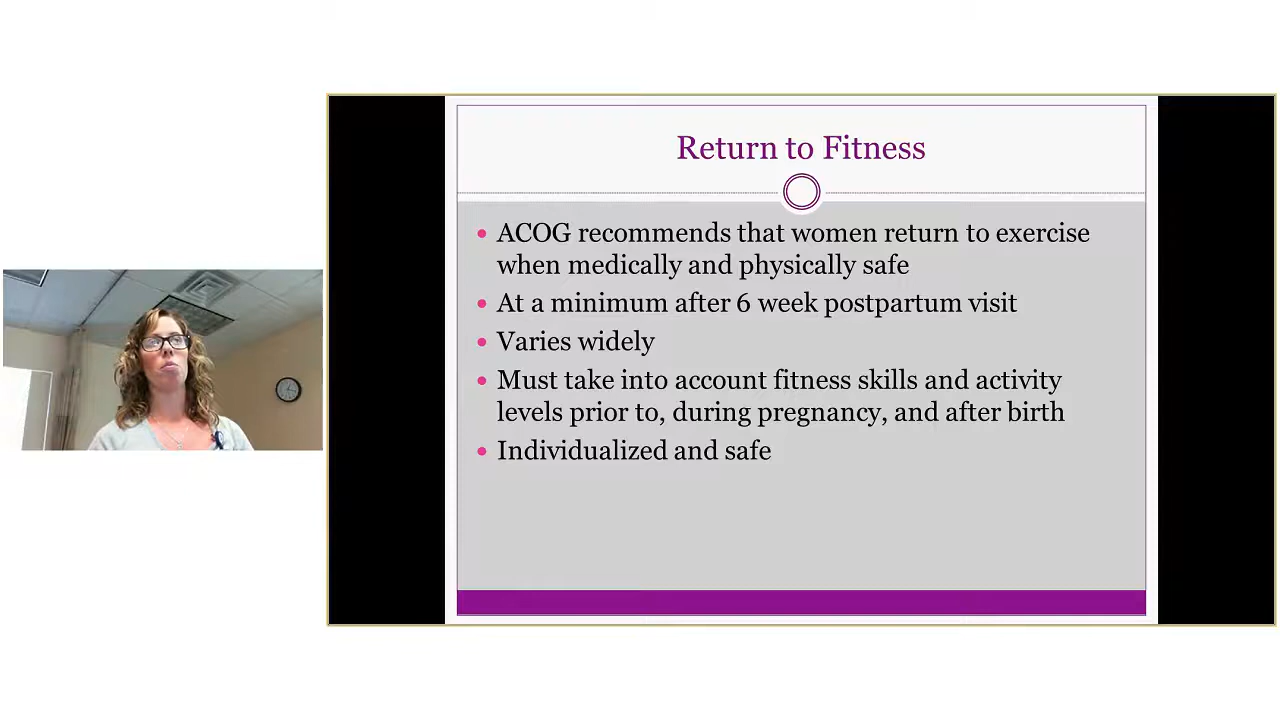 Return to Fitness
ACOG recommends that women return to exercise
when medically and physically safe
At a minimum after 6 week postpartum visit
Varies widely
Must take into account fitness skills and activity
levels prior to, during pregnancy, and after birth
Individualized and safe